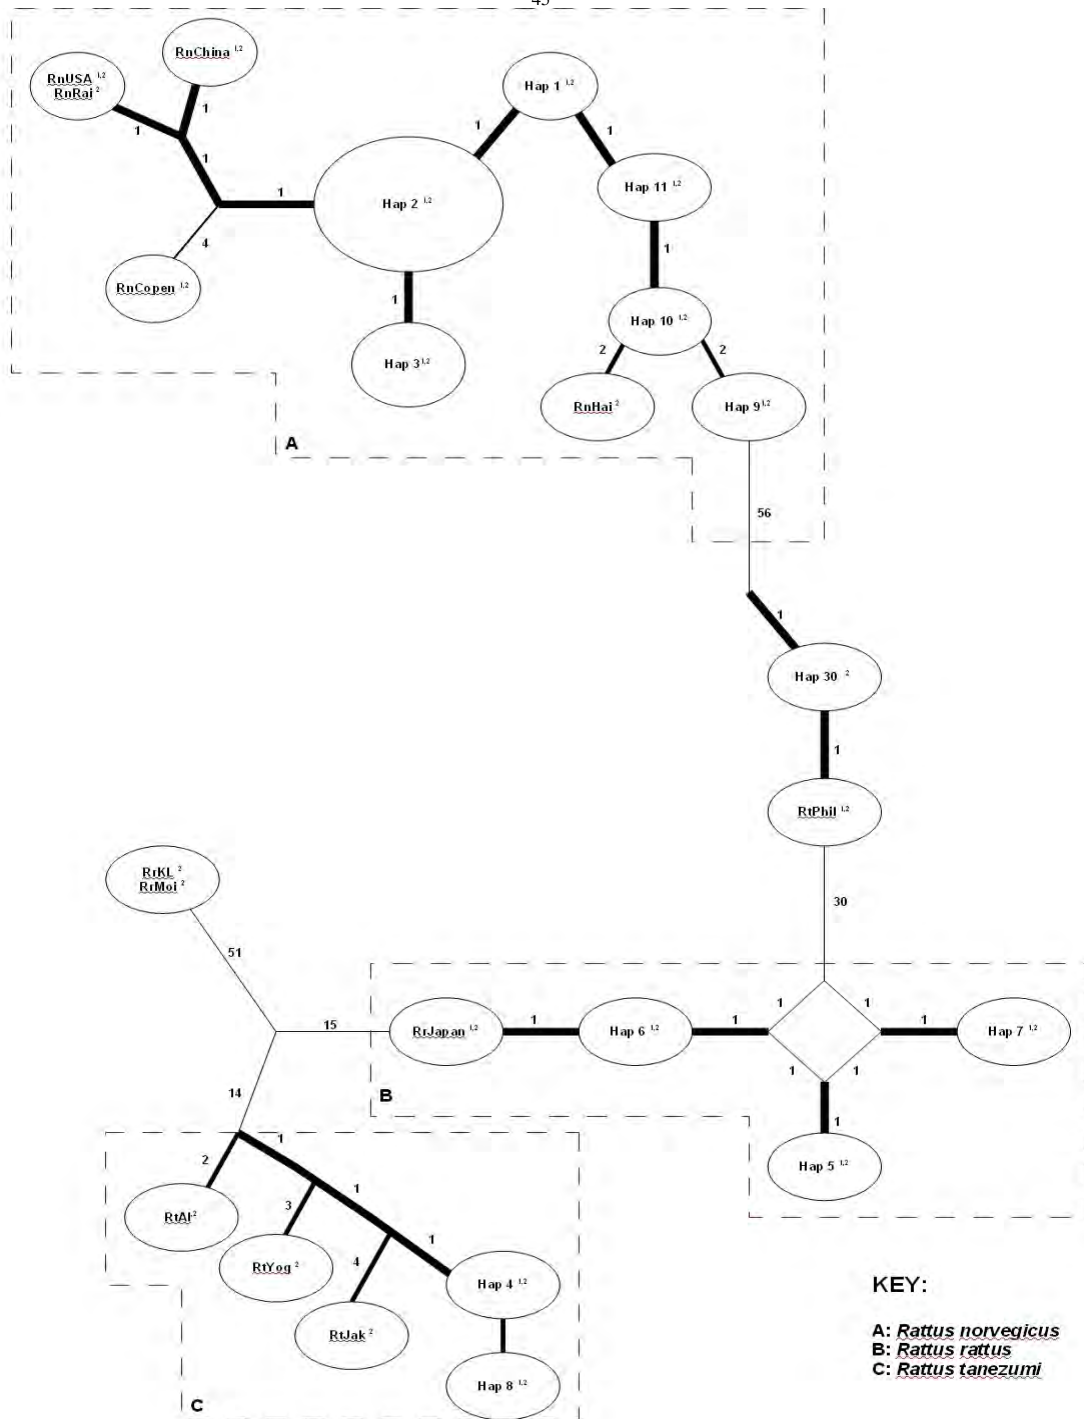 45
RnChina 1,2
RnUSA 1,2
RnRai 2
Hap 1 1,2
1
1
1
1
1
1
Hap 11 1,2
Hap 2 1,2
4
1
RnCopen 1,2
1
Hap 10 1,2
Hap 3 1,2
2
2
RnHai 2
Hap 9 1,2
A
56
1
Hap 30 2
1
RtPhil 1,2
RrKL 2
RrMoi 2
30
51
1
1
15
RrJapan 1,2
1
Hap 6 1,2
1
1
Hap 7 1,2
1
1
14
B
1
1
2
Hap 5 1,2
1
3
RtAl 2
1
4
RtYog 2
Hap 4 1,2
RtJak 2
Hap 8 1,2
C
KEY:
A: Rattus norvegicus
B: Rattus rattus
C: Rattus tanezumi